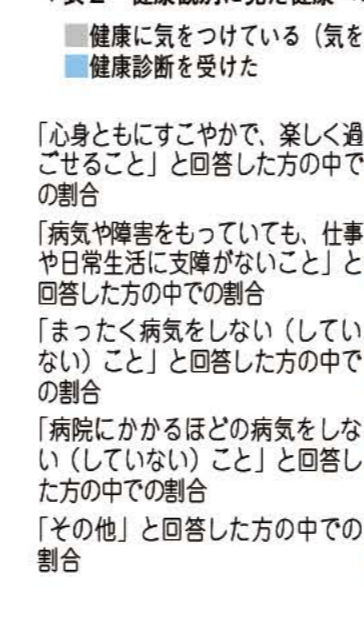 健康に気をつけている（気を
健康診断を受けた
「心身ともにすこやかで、楽しく過
ごせること」と回答した方の中で
の割合
「病気や障害をもっていても、仕事
や日常生活に支障がないこと」と
回答した方の中での割合
「まったく病気をしない（してい
ない）こと」と回答した方の中で
の割合
「病院にかかるほどの病気をしな
い（していない）こと」と回答し
た方の中での割合
「その他」と回答した方の中での
割合